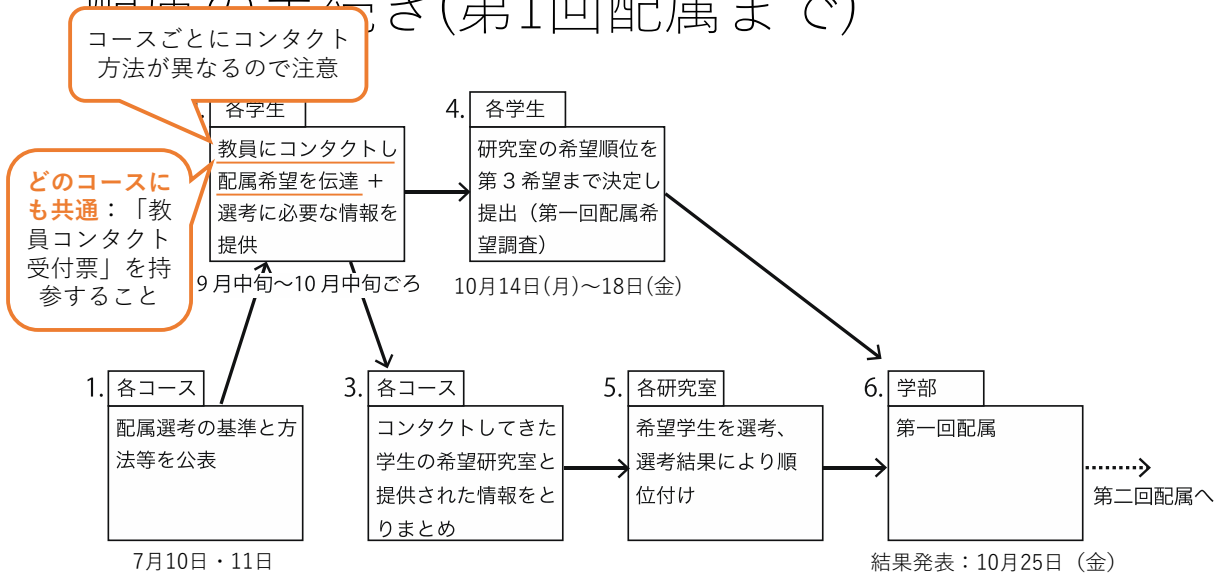 の手続き(第1回配属まで)
コースごとにコンタクト
方法が異なるので注意
どのコースに
も共通：「教
員コンタクト
受付票」を持
参すること
各学生
教員にコンタクトし
配属希望を伝達 +
選考に必要な情報を
提供
9月中旬～10月中旬ごろ
4.
各学生
研究室の希望順位を
第3希望まで決定し
提出（第一回配属希
望調査）
10月14日(月)～18日(金)
1.
各コース
配属選考の基準と方
法等を公表
7月10日・11日
3.
各コース
コンタクトしてきた
学生の希望研究室と
提供された情報をと
りまとめ
5.
各研究室
希望学生を選考、
選考結果により順
位付け
6.
学部
第一回配属
結果発表：10月25日（金）
第二回配属へ